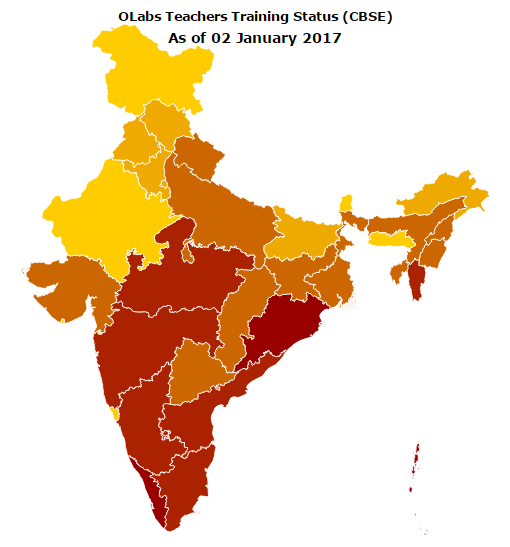 OLabs Teachers Training Status (CBSE)
As of 02 January 2017